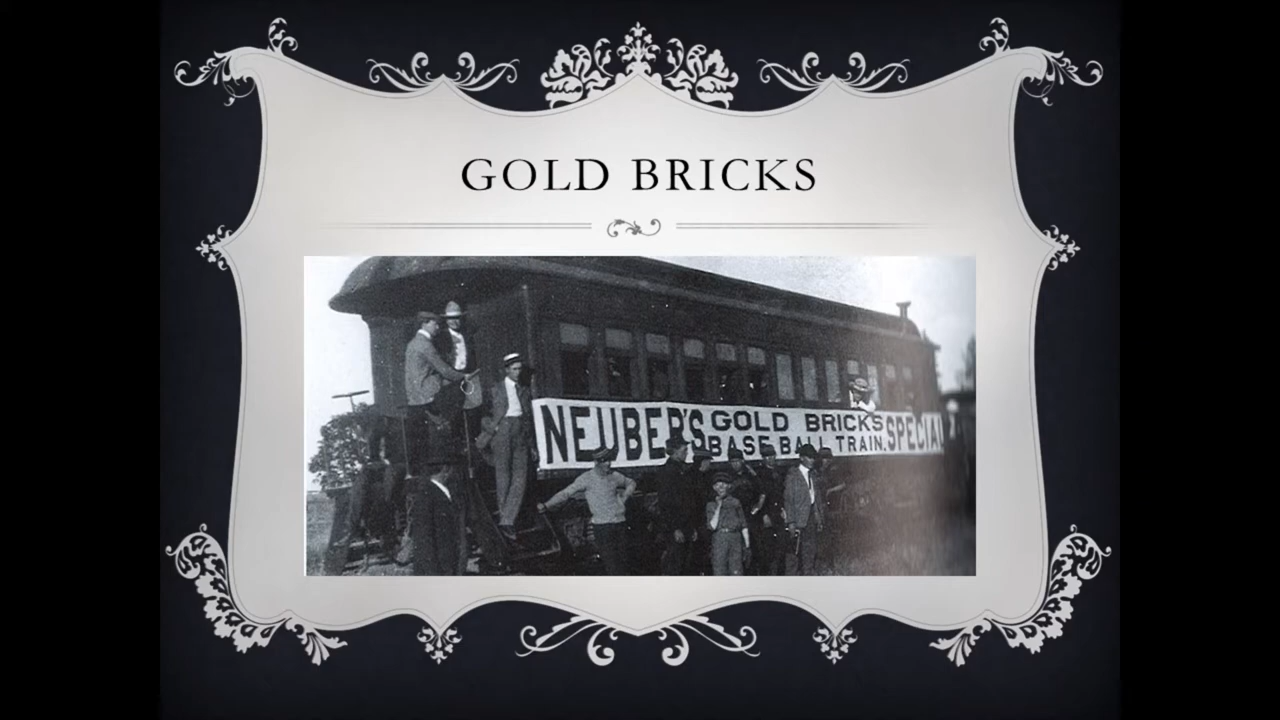 GOLD BRICKS
NEUBER'S GOLD BRICKS SPECIAL
BASE BALL TRAIN.